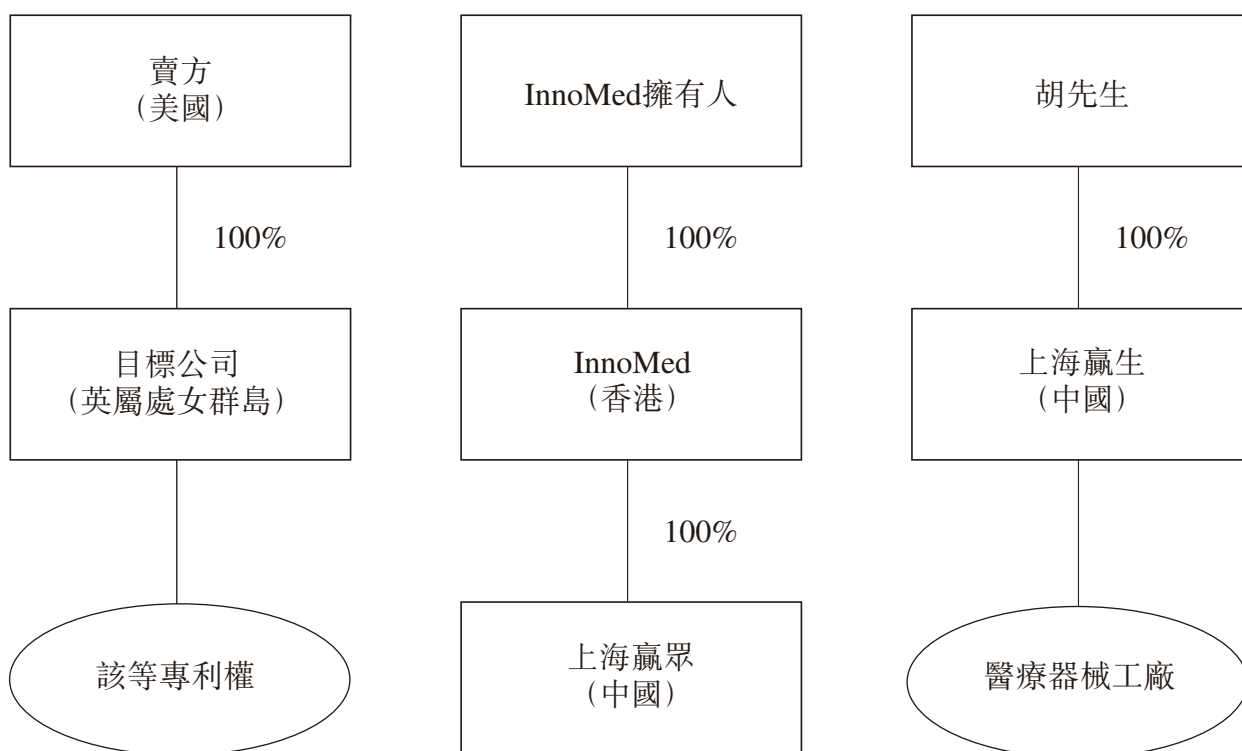 賣方
(美國)
InnoMed擁有人
胡先生
100%
100%
100%
目標公司
(英屬處女群島)
InnoMed
(香港)
上海贏生
(中國)
100%
該等專利權
上海贏眾
(中國)
醫療器械工廠